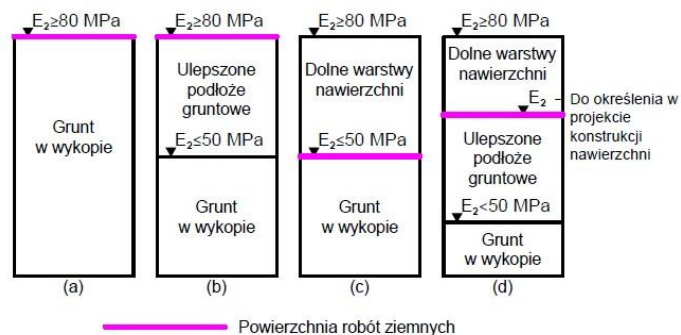 E₂≥80 MPa
Grunt
w wykopie
(a)
E₂≥80 MPa
Ulepszone
podłoże
gruntowe
E₂≤50 MPa
Grunt
w wykopie
(b)
E₂≥80 MPa
Dolne warstwy
nawierzchni
E₂≤50 MPa
Grunt
w wykopie
(c)
E₂≥80 MPa
Dolne warstwy
nawierzchni
E₂ – Do określenia w
projekcie
konstrukcji
nawierzchni
Ulepszone
podłoże
gruntowe
E₂<50 MPa
Grunt
w wykopie
(d)
Powierzchnia robót ziemnych